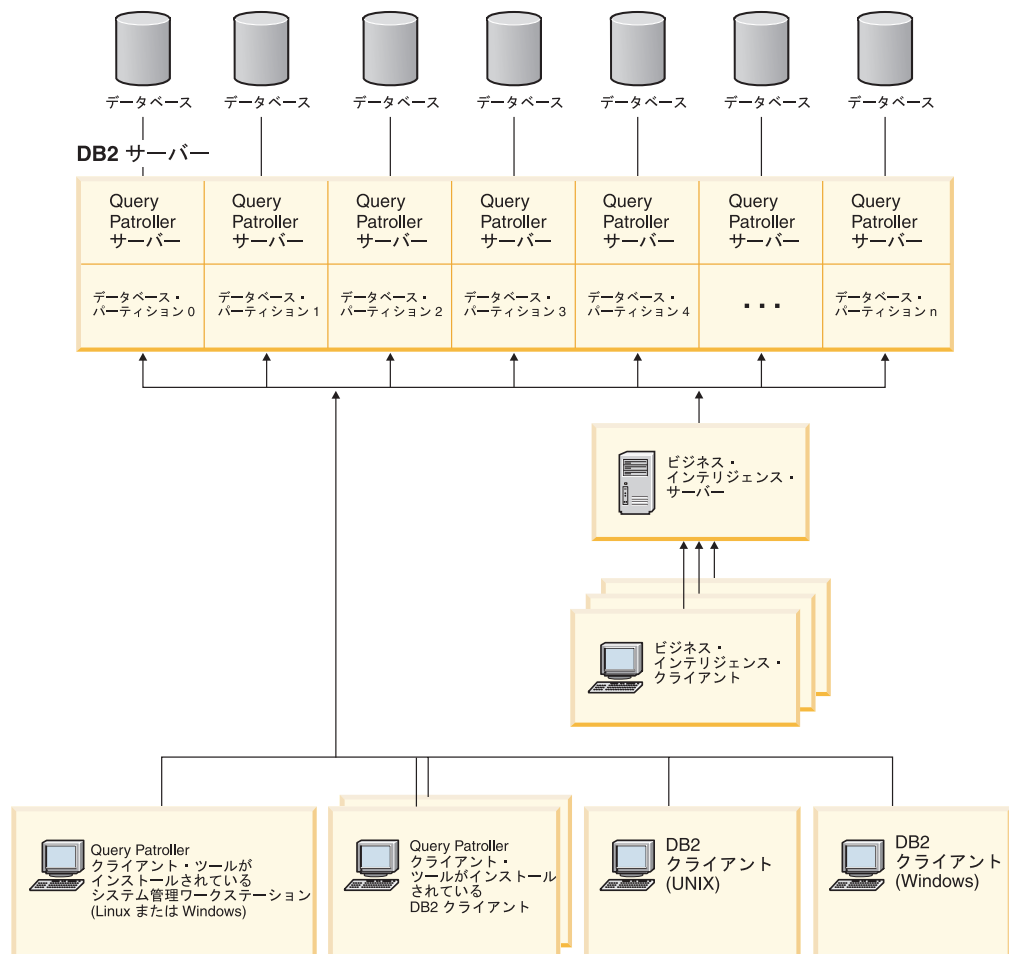 データベース
データベース
データベース
データベース
データベース
データベース
データベース
DB2 サーバー
Query
Patroller
サーバー
Query
Patroller
サーバー
Query
Patroller
サーバー
Query
Patroller
サーバー
Query
Patroller
サーバー
Query
Patroller
サーバー
Query
Patroller
サーバー
データベース・
パーティション 0
データベース・
パーティション 1
データベース・
パーティション 2
データベース・
パーティション 3
データベース・
パーティション 4
...
データベース・
パーティション n
ビジネス・
インテリジェンス・
サーバー
ビジネス・
インテリジェンス・
クライアント
Query Patroller
クライアント・ツールが
インストールされている
システム管理ワークステーション
(Linux または Windows)
Query Patroller
クライアント・
ツールがインストール
されている
DB2 クライアント
DB2
クライアント
(UNIX)
DB2
クライアント
(Windows)